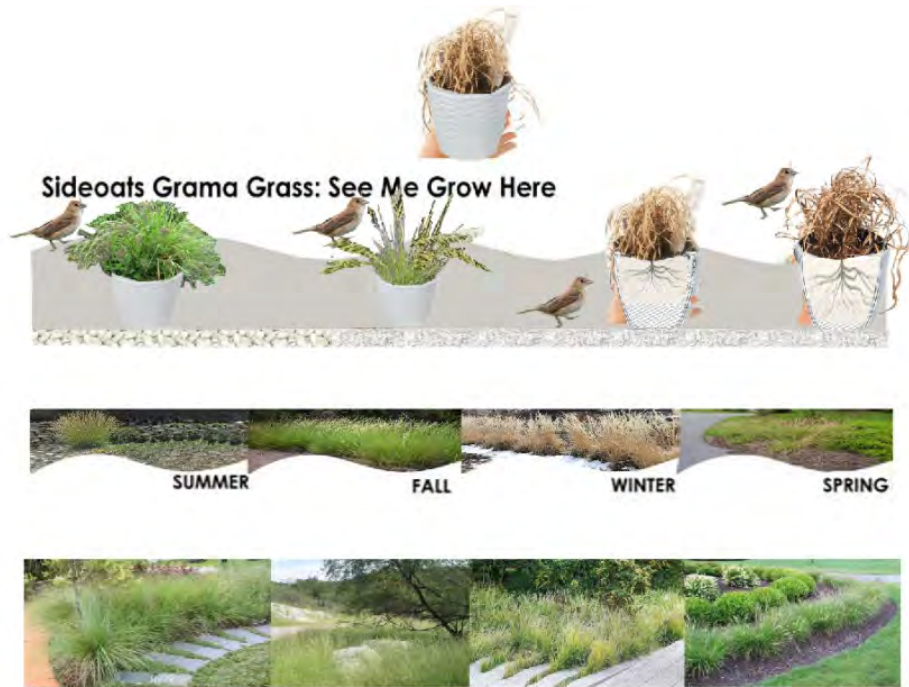 Sideoats Grama Grass: See Me Grow Here
SUMMER
FALL
WINTER
SPRING